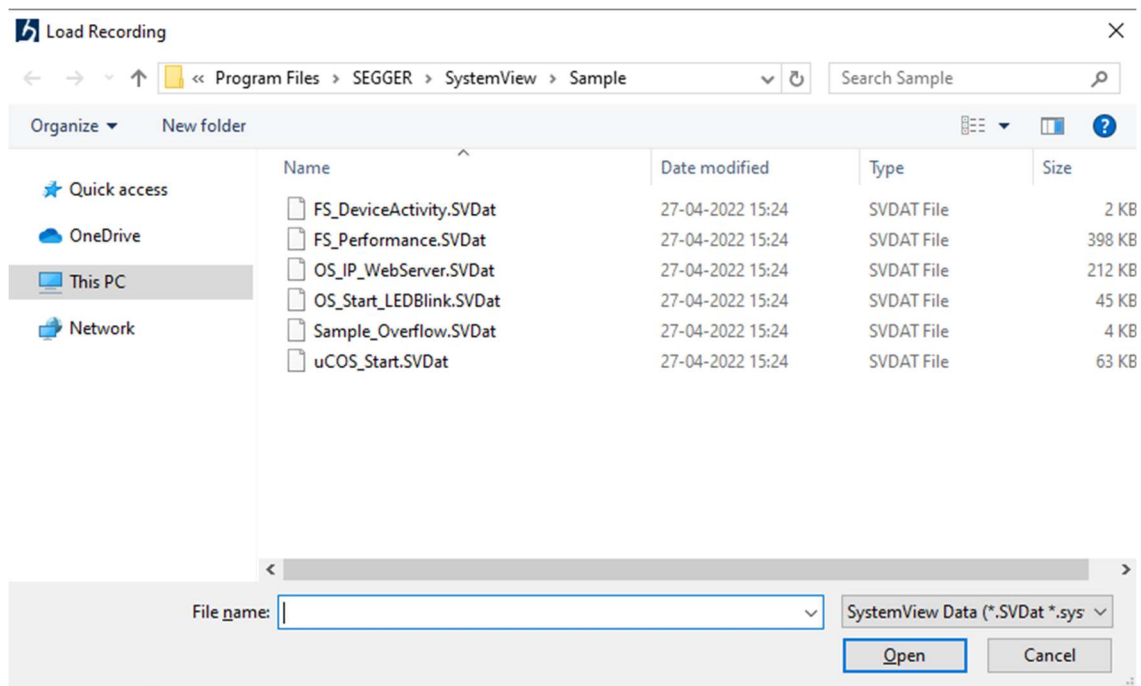 Load Recording
« Program Files > SEGGER > SystemView > Sample
Search Sample
Organize
New folder
Name Date modified Type Size
Quick access
OneDrive
This PC
Network
FS_DeviceActivity.SVDat 27-04-2022 15:24 SVDAT File 2 KB
FS_Performance.SVDat 27-04-2022 15:24 SVDAT File 398 KB
OS_IP_WebServer.SVDat 27-04-2022 15:24 SVDAT File 212 KB
OS_Start_LEDBlink.SVDat 27-04-2022 15:24 SVDAT File 45 KB
Sample_Overflow.SVDat 27-04-2022 15:24 SVDAT File 4 KB
uCOS_Start.SVDat 27-04-2022 15:24 SVDAT File 63 KB
File name:
SystemView Data (*.SVDat *.sys
Open
Cancel